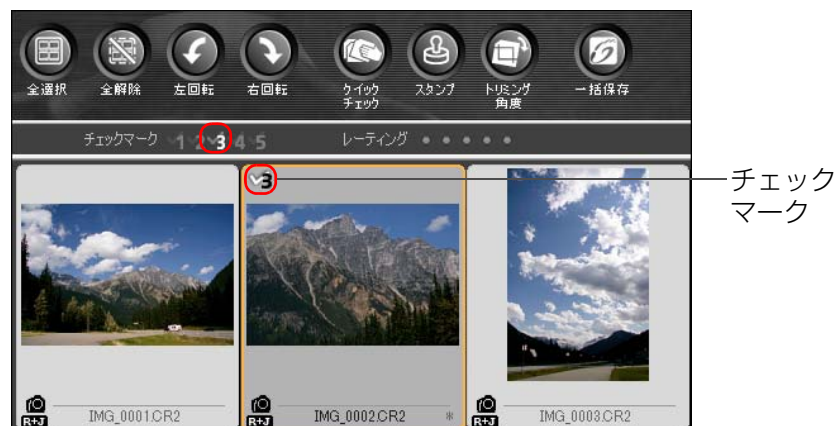 全選択
全解除
左回転
右回転
クイック
チェック
スタンプ
トリミング
角度
一括保存
チェックマーク 1 2 3 4 5
レーティング
3
チェック
マーク
R+J
IMG_0001.CR2
R+J
IMG_0002.CR2 *
R+J
IMG_0003.CR2